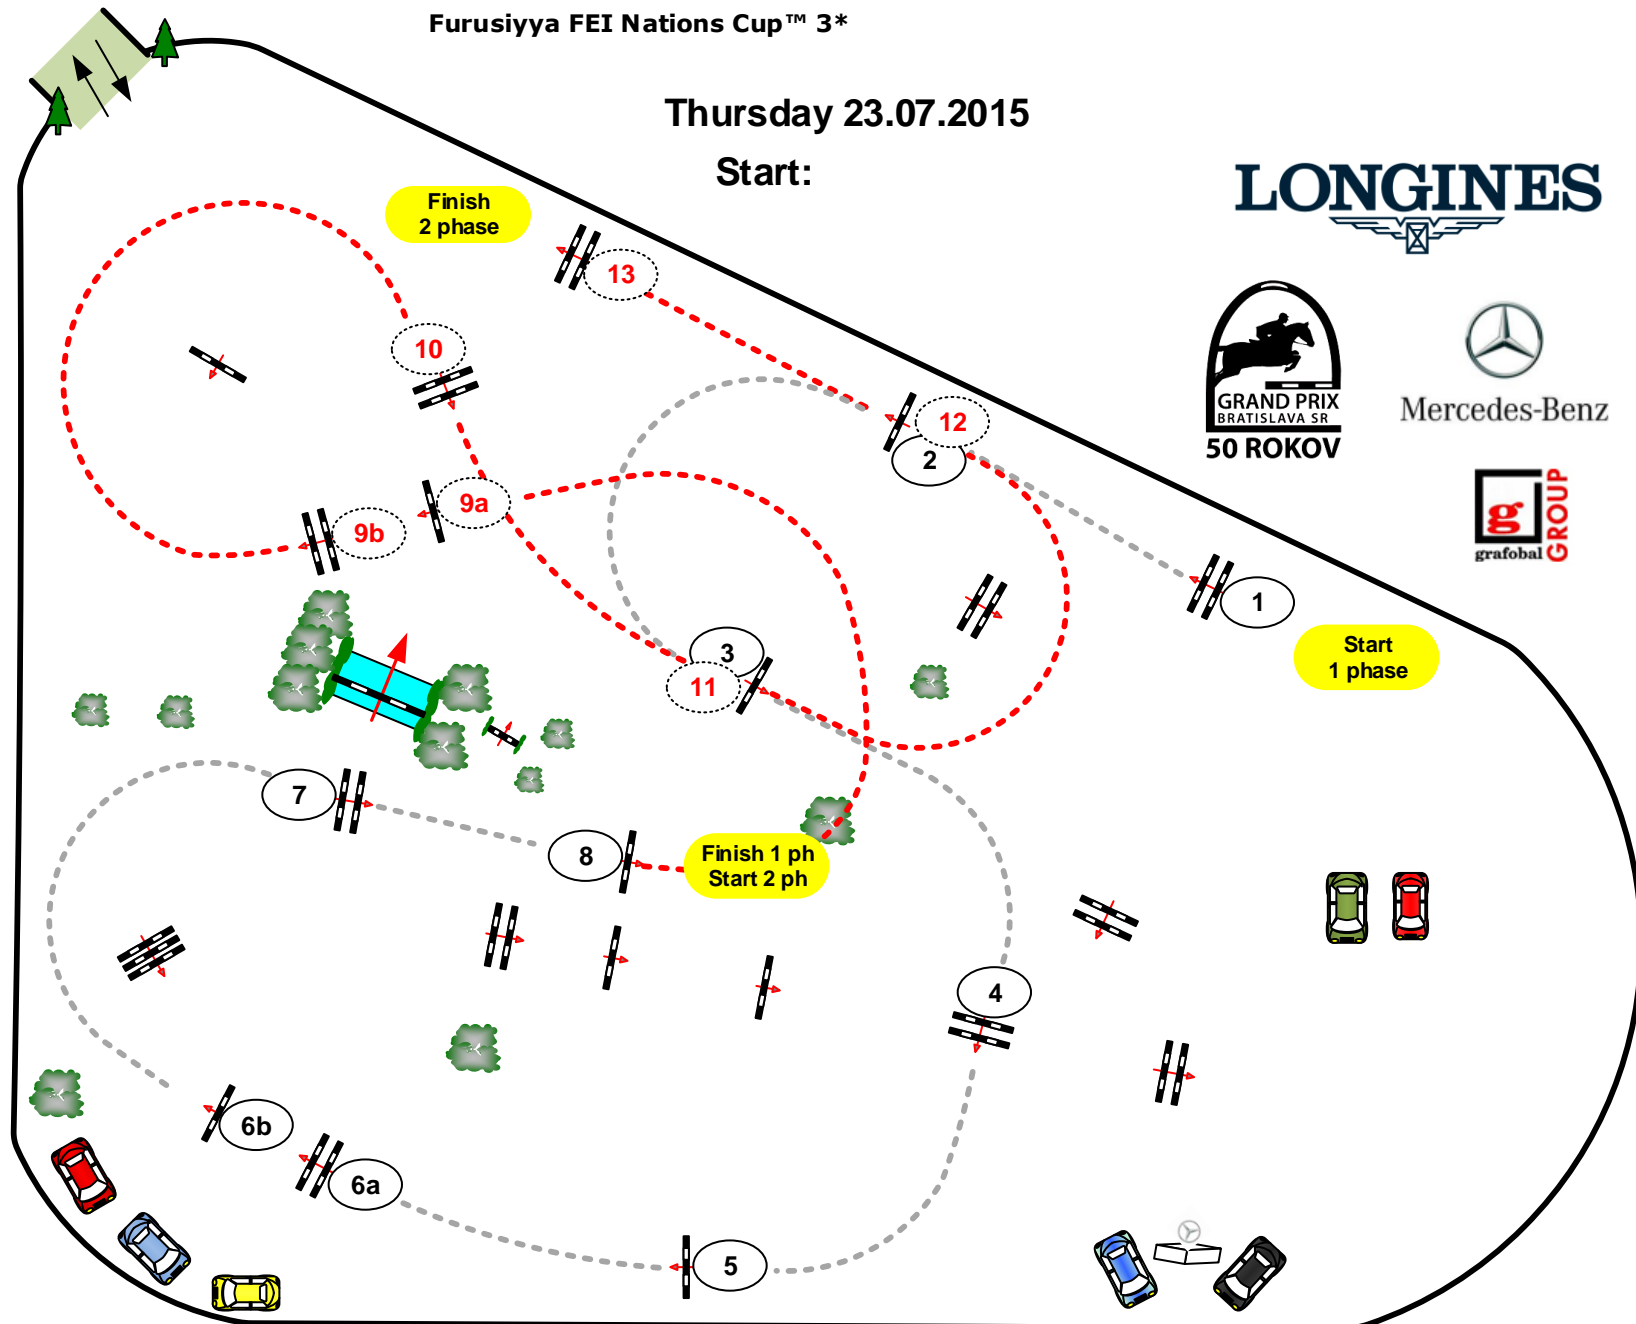 Furusiyya FEI Nations Cup™ 3*
Thursday 23.07.2015
Start:
LONGINES
Finish
2 phase
13
10
GRAND PRIX
BRATISLAVA SR
50 ROKOV
Mercedes-Benz
12
2
9a
9b
g
GROUP
grafobal
1
Start
1 phase
3
11
7
8
Finish 1 ph
Start 2 ph
4
6b
6a
5